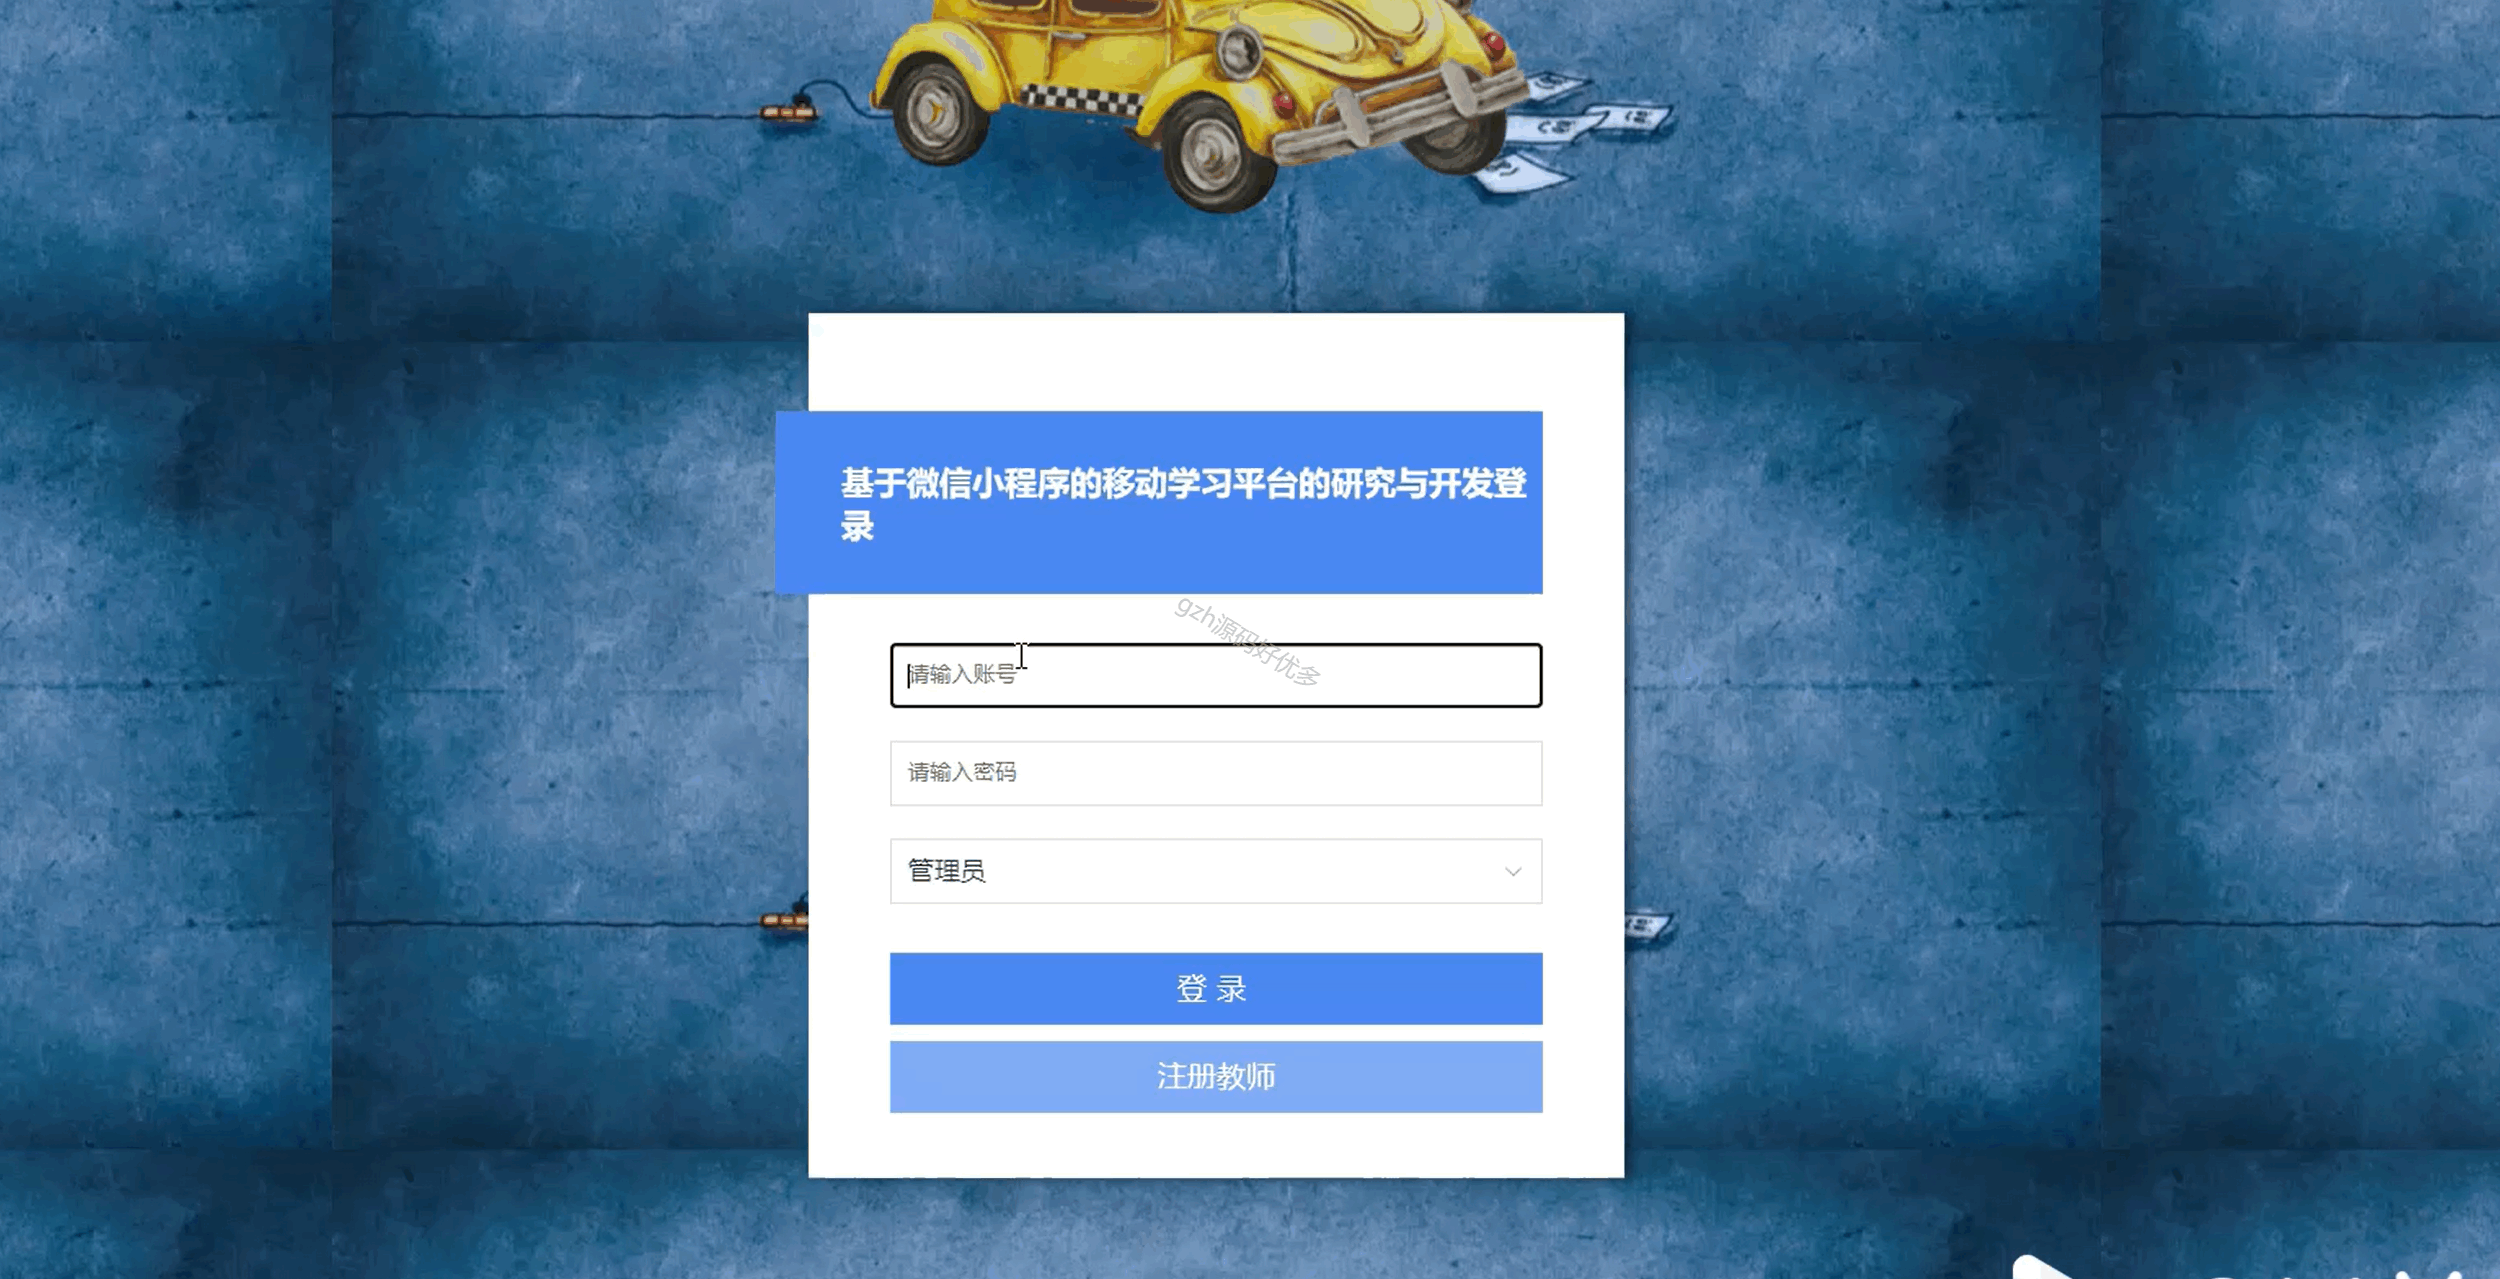 基于微信小程序的移动学习平台的研究与开发登
录
gzh源码好优多
请输入账号
请输入密码
管理员
登 录
注册教师